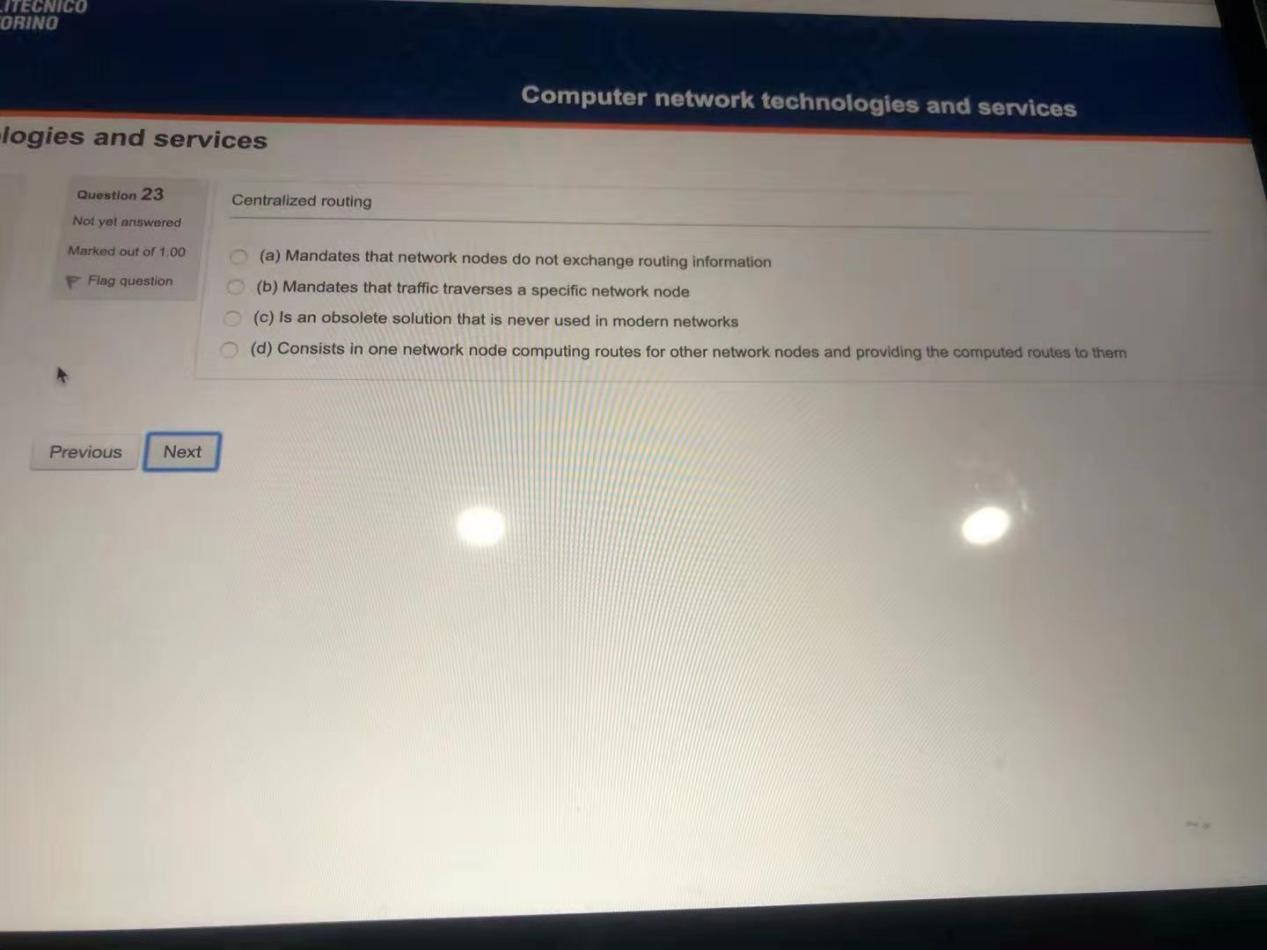 LITECNICO
ORINO
Computer network technologies and services
logies and services
Question 23
Not yet answered
Marked out of 1.00
Flag question
Centralized routing
(a) Mandates that network nodes do not exchange routing information
(b) Mandates that traffic traverses a specific network node
(c) Is an obsolete solution that is never used in modern networks
(d) Consists in one network node computing routes for other network nodes and providing the computed routes to them
Previous
Next